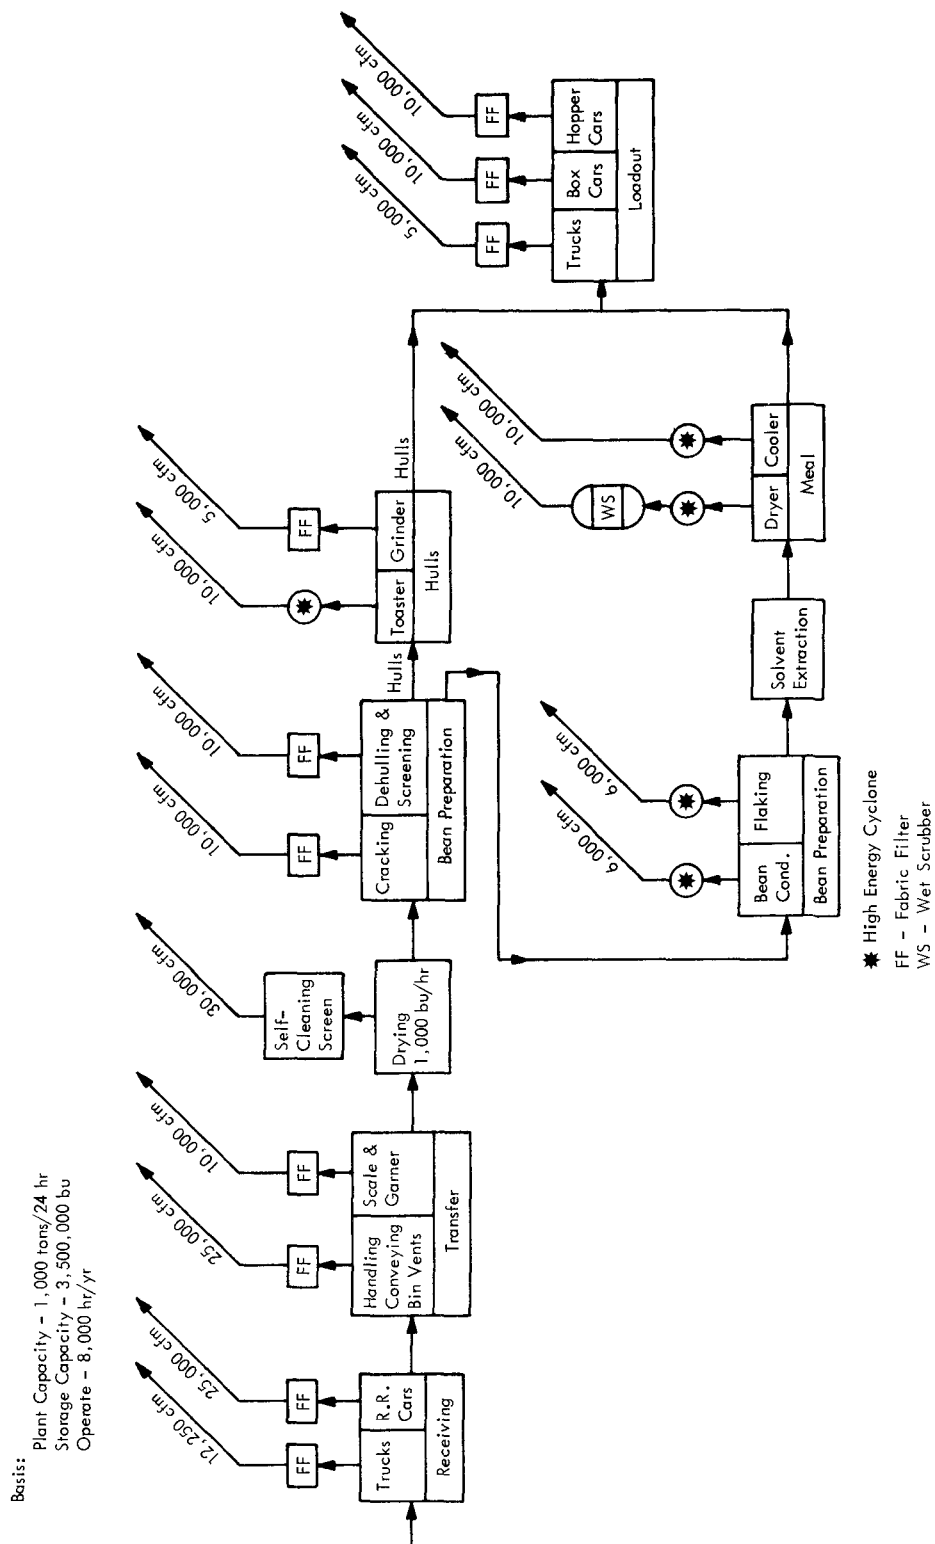 Basis:
Plant Capacity - 1,000 tons/24 hr
Storage Capacity - 3,500,000 bu
Operate - 8,000 hr/yr
12,250 cfm
25,000 cfm
FF
FF
Trucks
R.R.
Cars
Receiving
25,000 cfm
10,000 cfm
FF
FF
Handling
Conveying
Bin Vents
Scale &
Garner
Transfer
30,000 cfm
Self-
Cleaning
Screen
Drying
1,000 bu/hr
10,000 cfm
10,000 cfm
FF
FF
Cracking
Dehulling &
Screening
Bean Preparation
Hulls
10,000 cfm
5,000 cfm
FF
Toaster
Grinder
Hulls
Hulls
6,000 cfm
6,000 cfm
Bean
Cond.
Flaking
Bean Preparation
Solvent
Extraction
10,000 cfm
10,000 cfm
WS
Dryer
Cooler
Meal
5,000 cfm
10,000 cfm
10,000 cfm
FF
FF
FF
Trucks
Box
Cars
Hopper
Cars
Loadout
High Energy Cyclone
FF - Fabric Filter
WS - Wet Scrubber